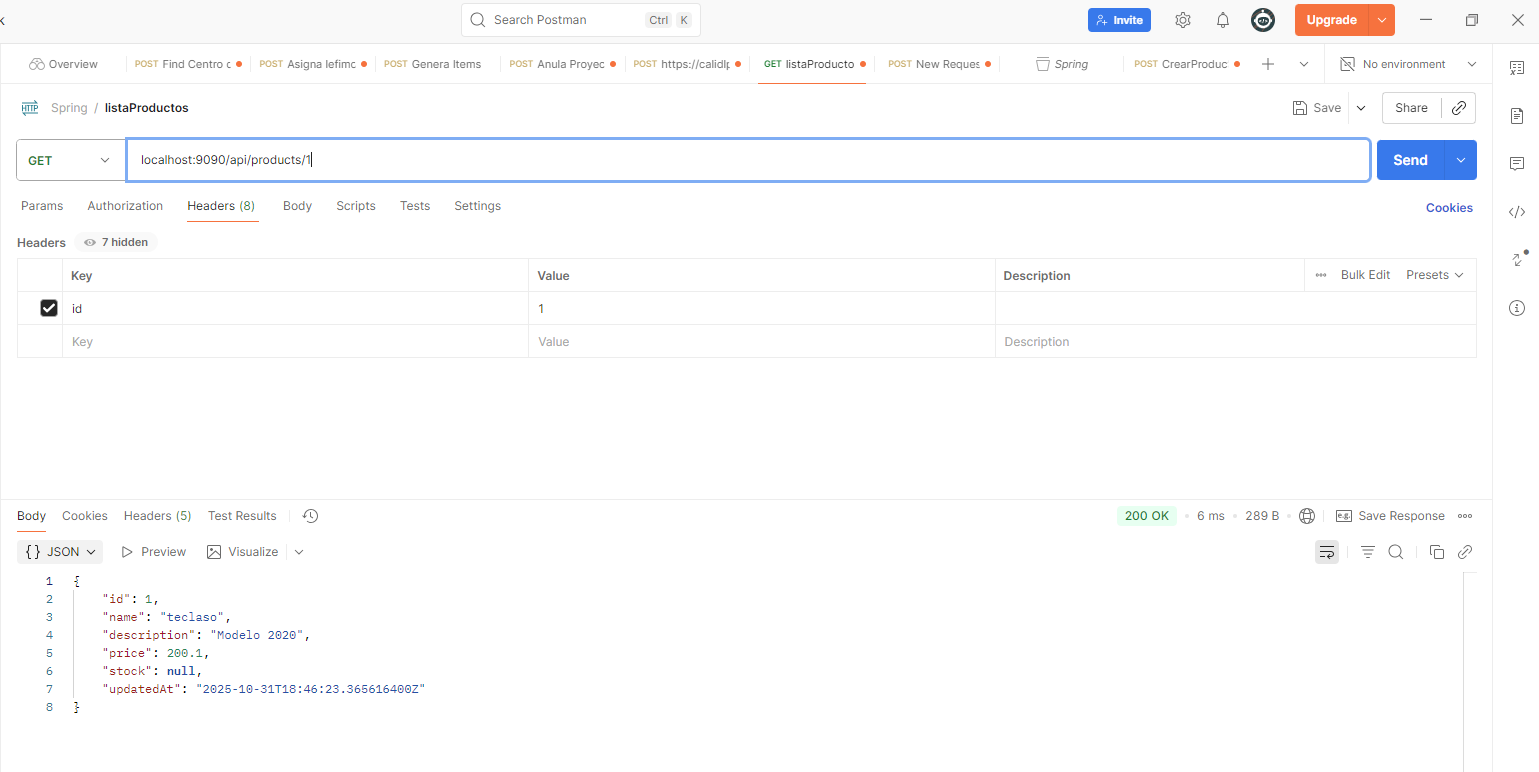 Search Postman Ctrl K Invite Upgrade
Overview POST Find Centro c POST Asigna lefimc POST Genera Items POST Anula Proyec POST https://calidlp GET listaProducto POST New Reques Spring POST CrearProduc No environment
HTTP Spring / listaProductos Save Share
GET localhost:9090/api/products/1 Send
Params Authorization Headers (8) Body Scripts Tests Settings Cookies
Headers 7 hidden
Key Value Description Bulk Edit Presets
id 1
Key Value Description
Body Cookies Headers (5) Test Results 200 OK 6 ms 289 B e.g. Save Response
{} JSON Preview Visualize
1 {
2 "id": 1,
3 "name": "teclaso",
4 "description": "Modelo 2020",
5 "price": 200.1,
6 "stock": null,
7 "updatedAt": "2025-10-31T18:46:23.365616400Z"
8 }